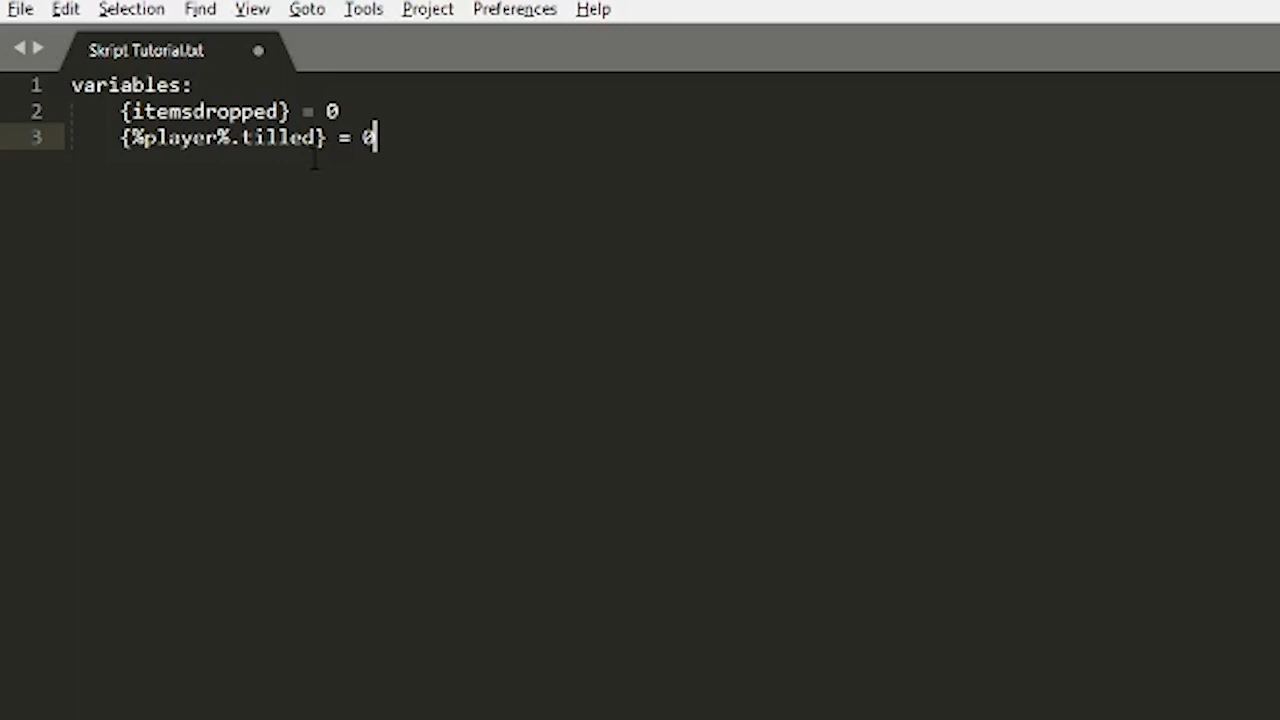 File Edit Selection Find View Goto Tools Project Preferences Help
Skript Tutorial.txt
1 variables:
2 {itemsdropped} = 0
3 {%player%.tilled} = 0